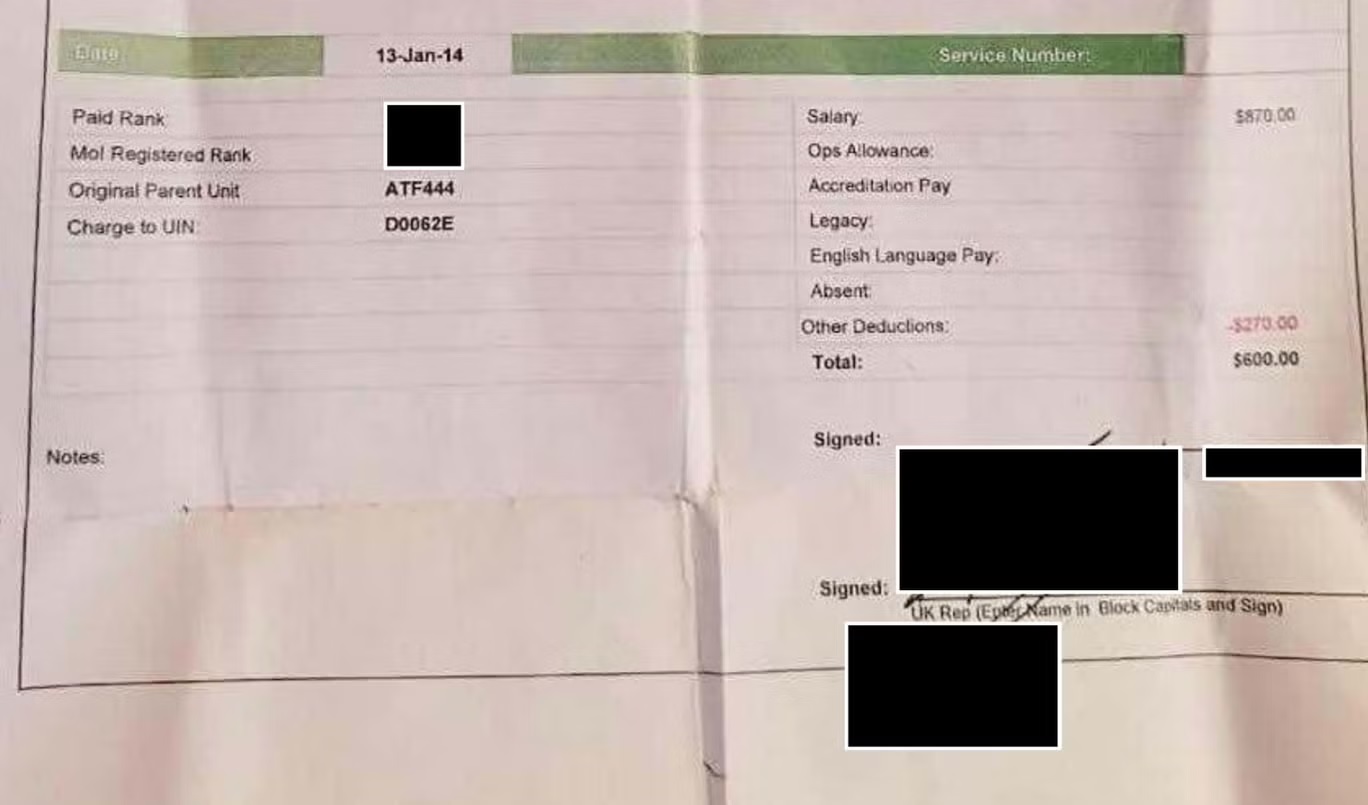 Date: 13-Jan-14 Service Number:
Paid Rank
MoI Registered Rank
Original Parent Unit ATF444
Charge to UIN: D0062E
Salary: $870.00
Ops Allowance:
Accreditation Pay
Legacy:
English Language Pay:
Absent:
Other Deductions: -$270.00
Total: $600.00
Notes:
Signed:
Signed:
UK Rep (Enter Name in Block Capitals and Sign)